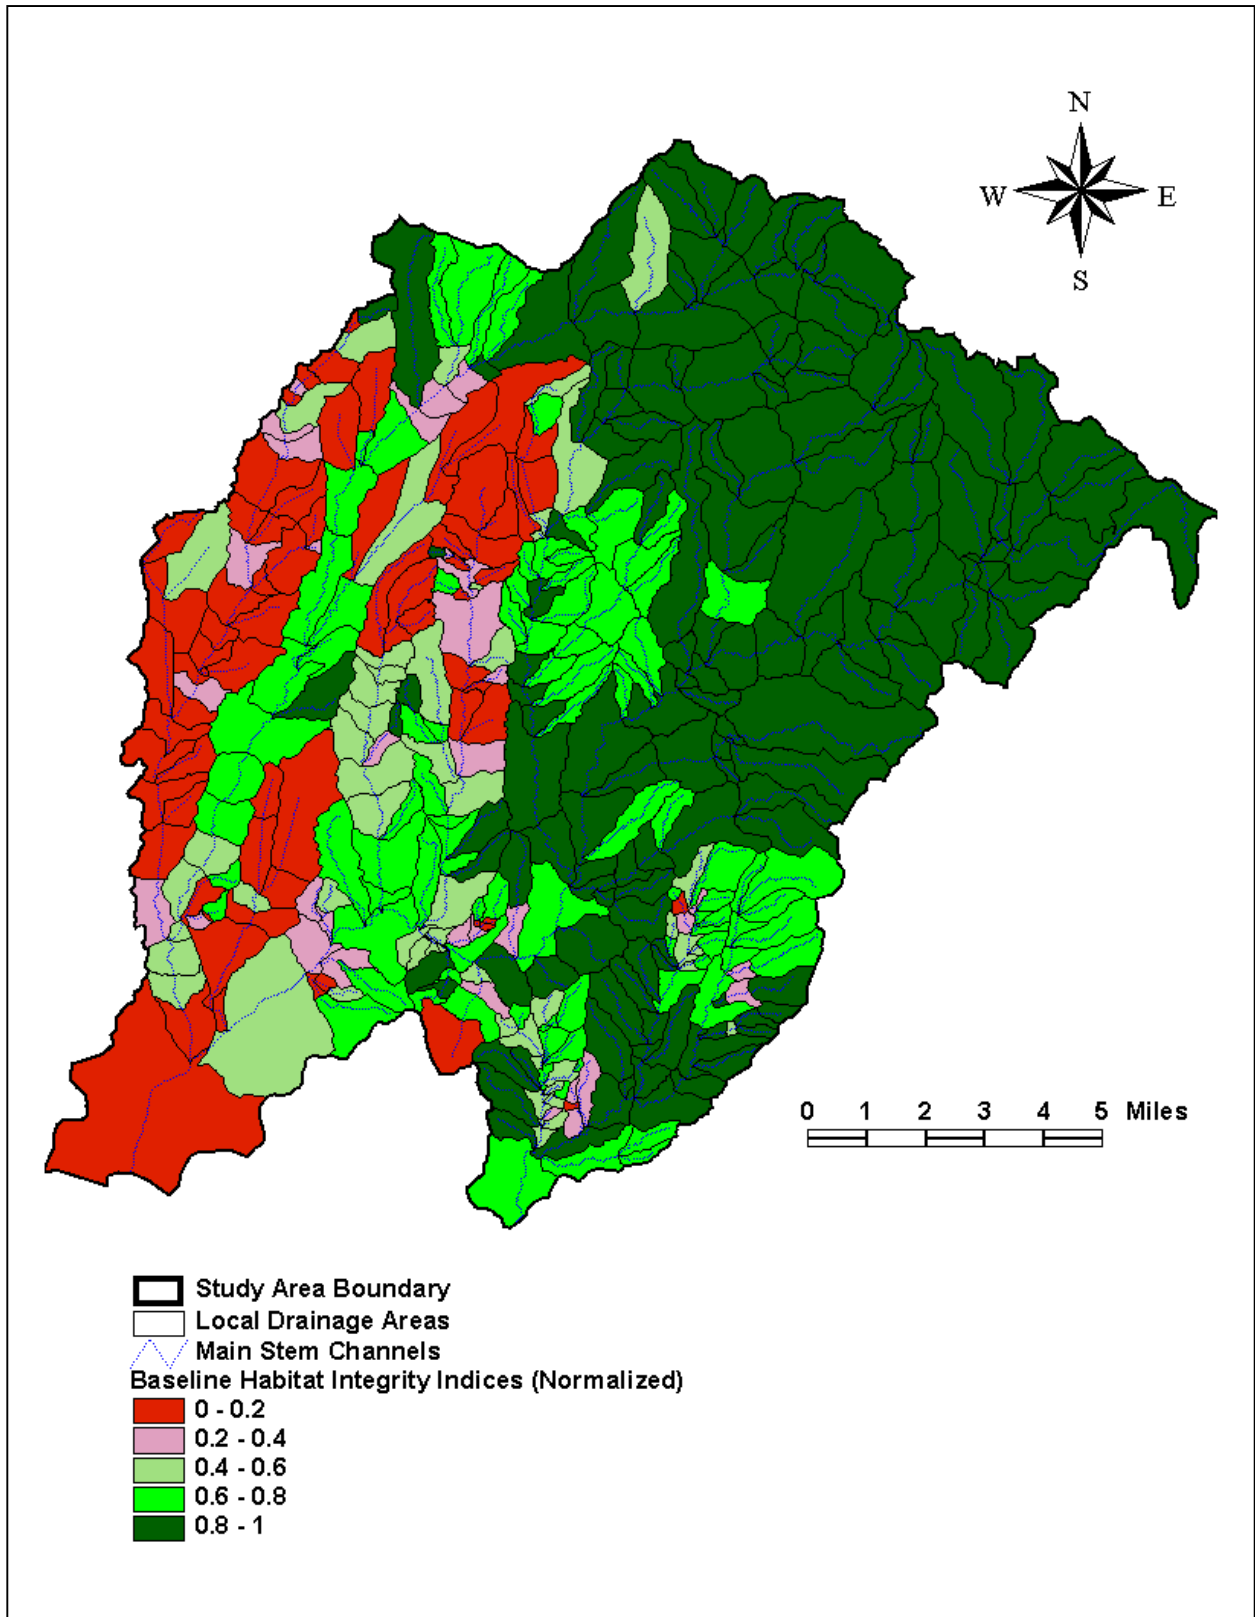 N
W E
S
0 1 2 3 4 5 Miles
Study Area Boundary
Local Drainage Areas
Main Stem Channels
Baseline Habitat Integrity Indices (Normalized)
0 - 0.2
0.2 - 0.4
0.4 - 0.6
0.6 - 0.8
0.8 - 1